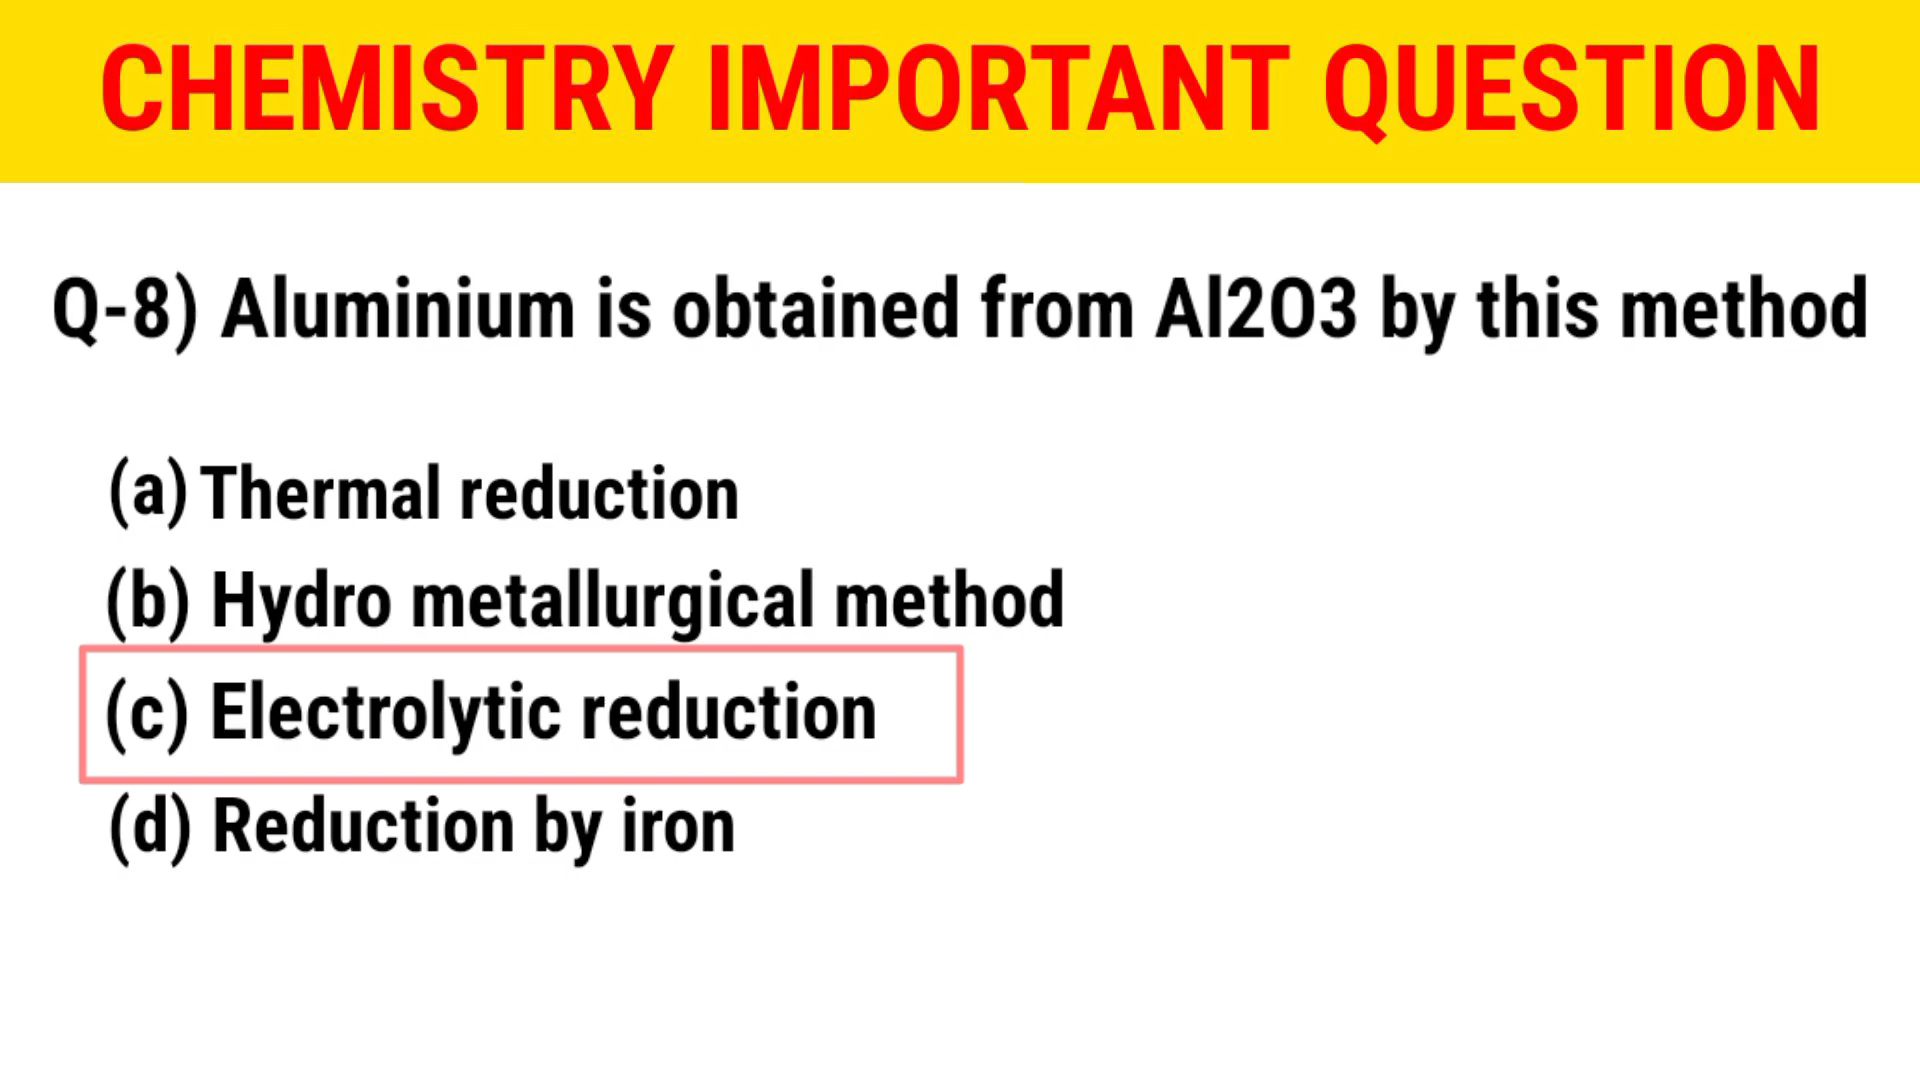 CHEMISTRY IMPORTANT QUESTION
Q-8) Aluminium is obtained from Al2O3 by this method
(a) Thermal reduction
(b) Hydro metallurgical method
(c) Electrolytic reduction
(d) Reduction by iron